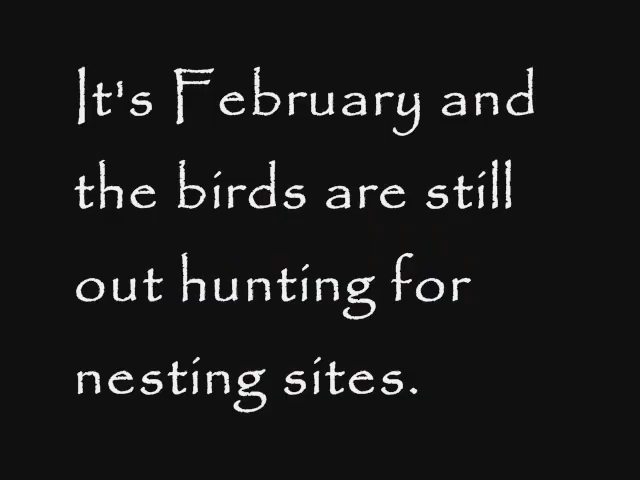 It's February and
the birds are still
out hunting for
nesting sites.